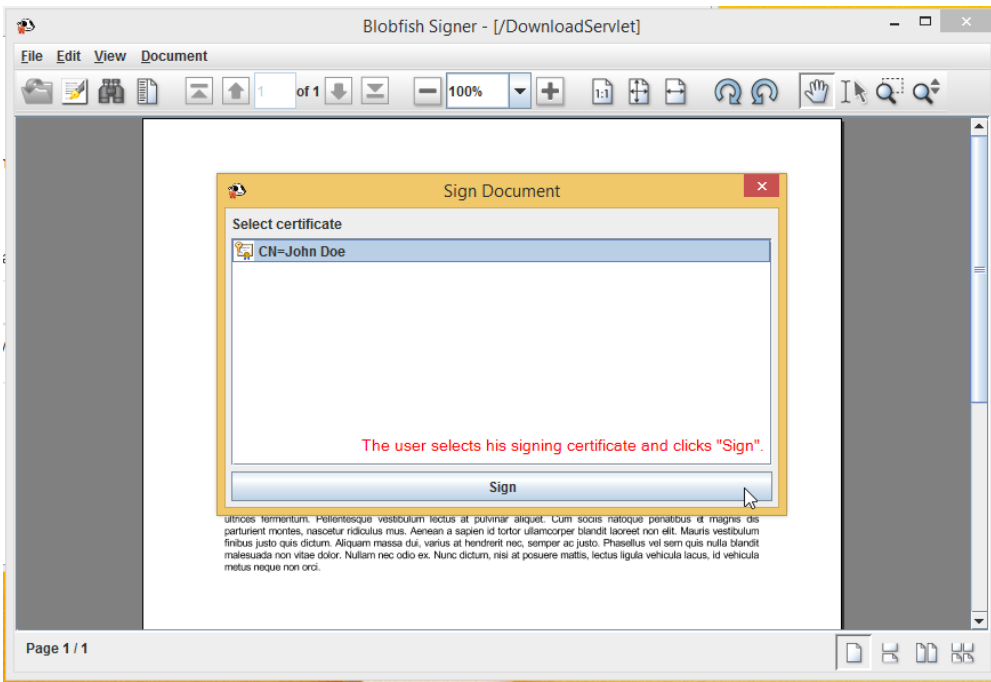 Blobfish Signer - [/DownloadServlet]
File Edit View Document
1 of 1 100% 1:1
Sign Document
Select certificate
CN=John Doe
The user selects his signing certificate and clicks "Sign".
Sign
ultrices fermentum. Pellentesque vestibulum lectus at pulvinar aliquet. Cum sociis natoque penatibus et magnis dis
parturient montes, nascetur ridiculus mus. Aenean a sapien id tortor ullamcorper blandit laoreet non elit. Mauris vestibulum
finibus justo quis dictum. Aliquam massa dui, varius at hendrerit nec, semper ac justo. Phasellus vel sem quis nulla blandit
malesuada non vitae dolor. Nullam nec odio ex. Nunc dictum, nisi at posuere mattis, lectus ligula vehicula lacus, id vehicula
metus neque non orci.
Page 1 / 1